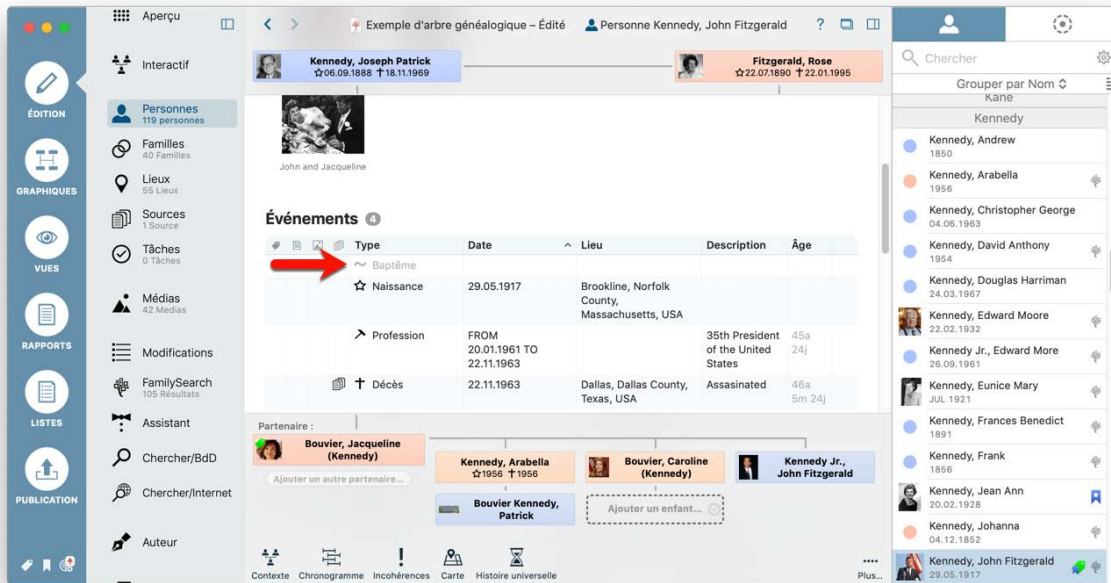 ÉDITION
GRAPHIQUES
VUES
RAPPORTS
LISTES
PUBLICATION
Aperçu
Interactif
Personnes
119 personnes
Familles
40 Familles
Lieux
55 Lieux
Sources
1 Source
Tâches
0 Tâches
Médias
42 Medias
Modifications
FamilySearch
105 Résultats
Assistant
Chercher/BdD
Chercher/Internet
Auteur
Exemple d'arbre généalogique – Édité
Personne Kennedy, John Fitzgerald
?
Kennedy, Joseph Patrick
☆06.09.1888 ✝18.11.1969
Fitzgerald, Rose
☆22.07.1890 ✝22.01.1995
John and Jacqueline
Événements 4
Type Date Lieu Description Âge
Baptême
Naissance 29.05.1917 Brookline, Norfolk
County,
Massachusetts, USA
Profession FROM 35th President 45a
20.01.1961 TO of the United 24j
22.11.1963 States
Décès 22.11.1963 Dallas, Dallas County, Assasinated 46a
Texas, USA 5m 24j
Partenaire :
Bouvier, Jacqueline
(Kennedy)
Ajouter un autre partenaire...
Kennedy, Arabella
☆1956 ✝1956
Bouvier, Caroline
(Kennedy)
Kennedy Jr.,
John Fitzgerald
Bouvier Kennedy,
Patrick
Ajouter un enfant...
Contexte Chronogramme Incohérences Carte Histoire universelle
Plus...
Chercher
Grouper par Nom
Kane
Kennedy
Kennedy, Andrew
1850
Kennedy, Arabella
1956
Kennedy, Christopher George
04.06.1963
Kennedy, David Anthony
1954
Kennedy, Douglas Harriman
24.03.1967
Kennedy, Edward Moore
22.02.1932
Kennedy Jr., Edward More
26.09.1961
Kennedy, Eunice Mary
JUL 1921
Kennedy, Frances Benedict
1891
Kennedy, Frank
1856
Kennedy, Jean Ann
20.02.1928
Kennedy, Johanna
04.12.1852
Kennedy, John Fitzgerald
29.05.1917